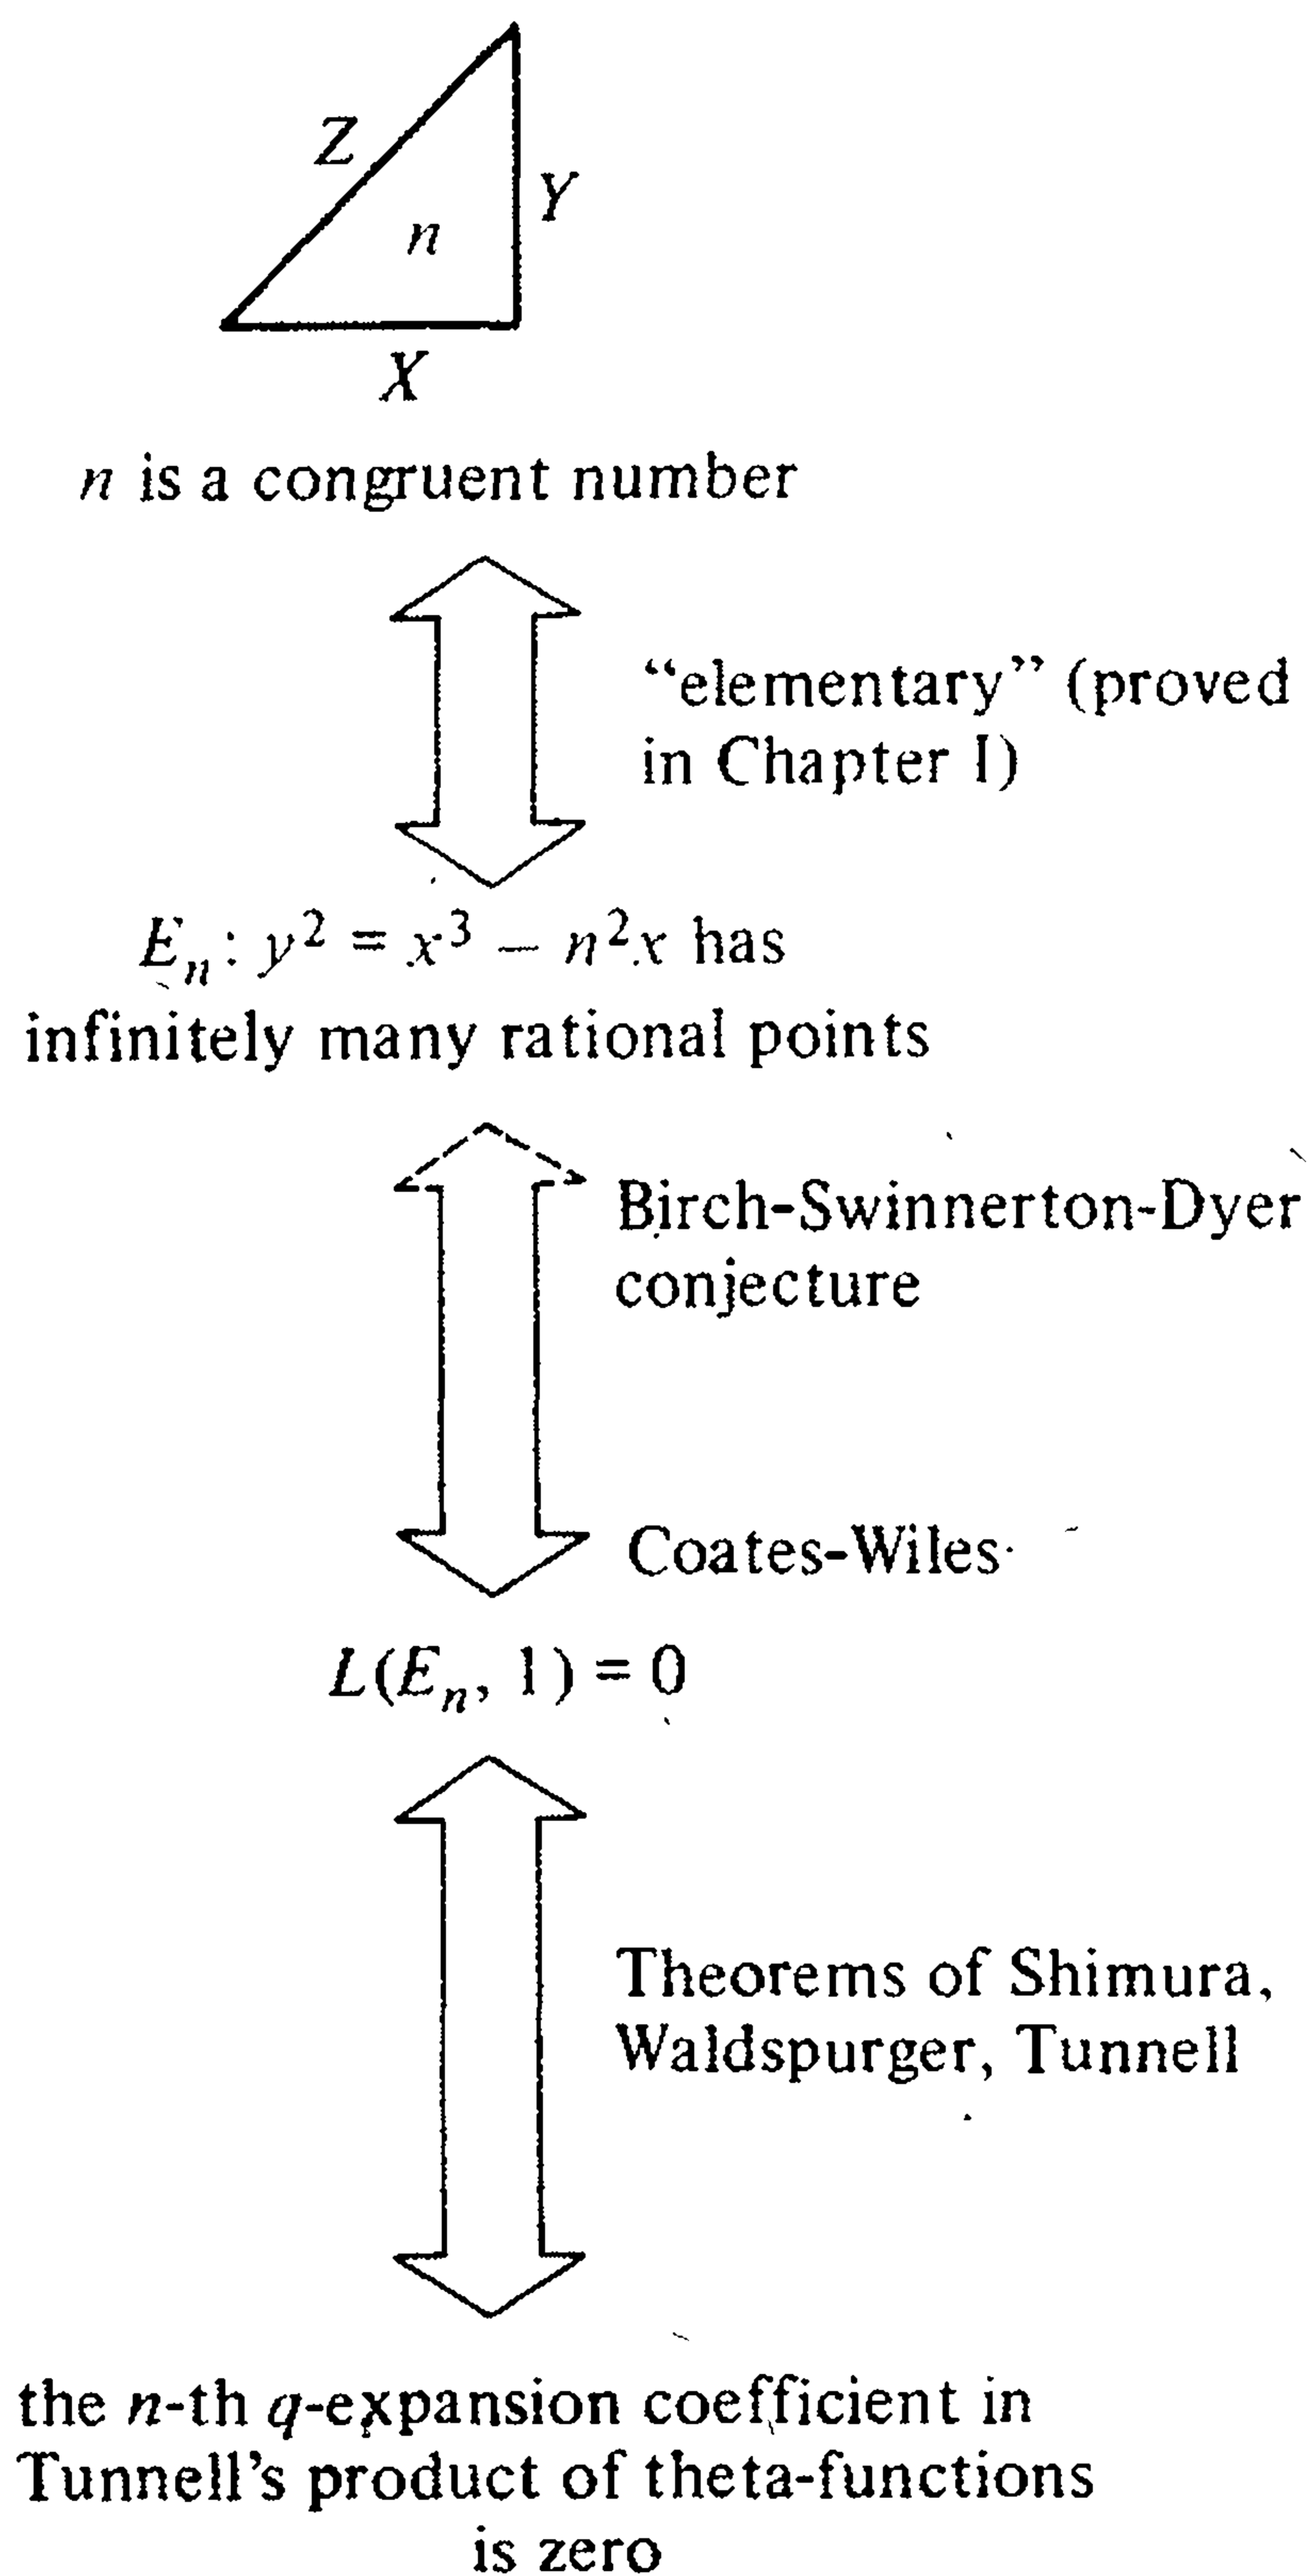 Z
Y
n
X
n is a congruent number
“elementary” (proved
in Chapter I)
Eₙ: y² = x³ − n²x has
infinitely many rational points
Birch-Swinnerton-Dyer
conjecture
Coates-Wiles
L(Eₙ, 1) = 0
Theorems of Shimura,
Waldspurger, Tunnell
the n-th q-expansion coefficient in
Tunnell’s product of theta-functions
is zero